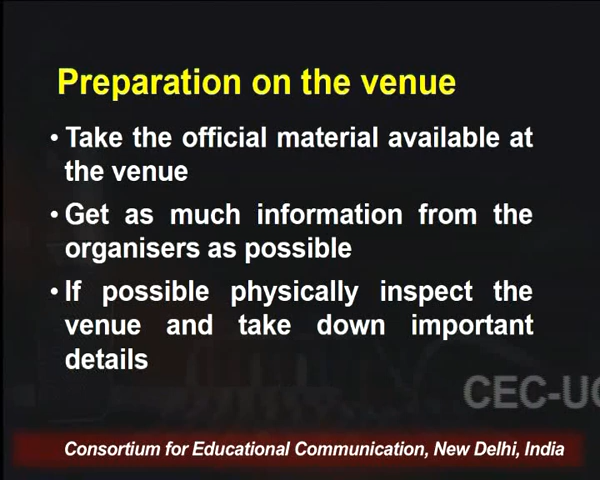 Preparation on the venue
• Take the official material available at
the venue
• Get as much information from the
organisers as possible
• If possible physically inspect the
venue and take down important
details
CEC-UG
Consortium for Educational Communication, New Delhi, India